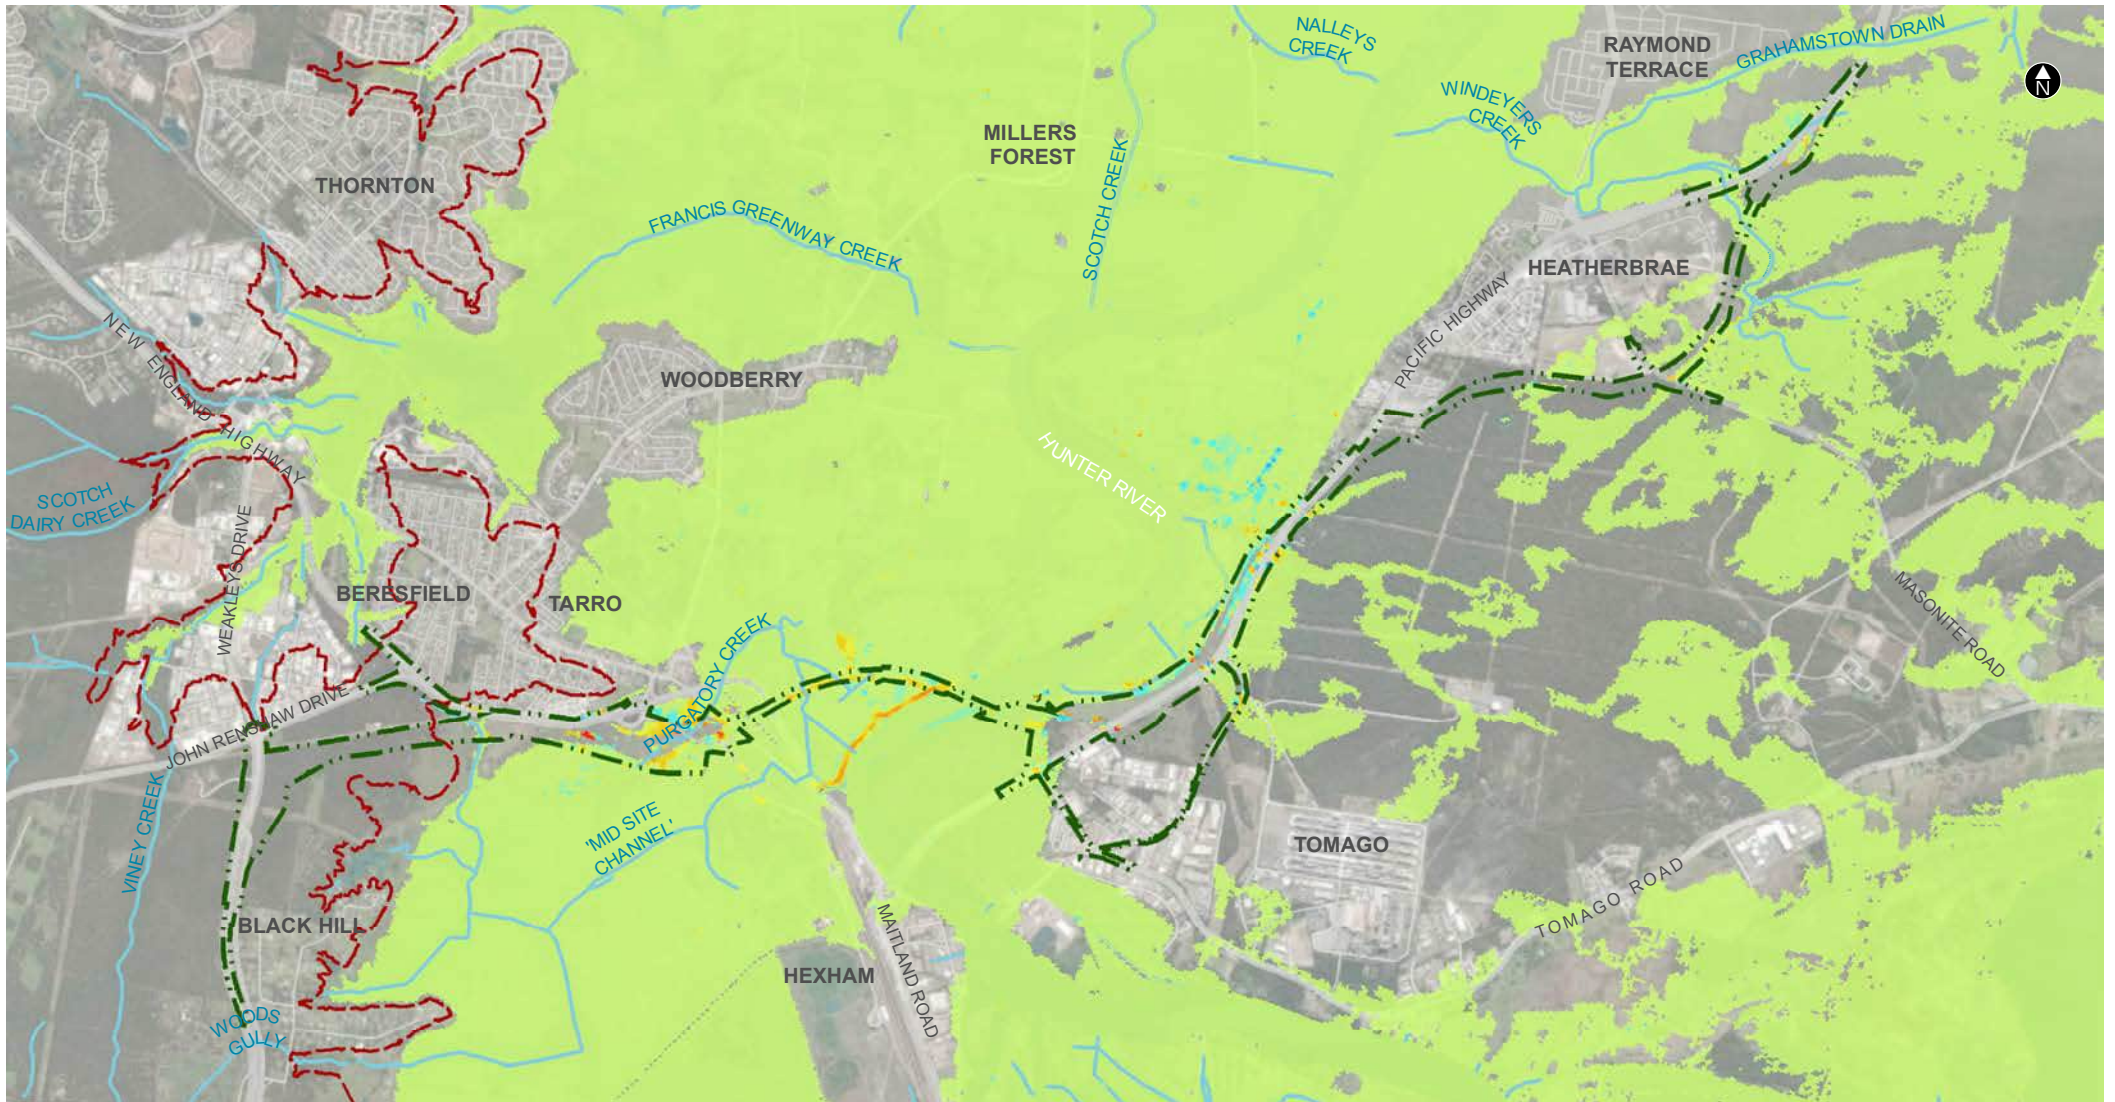 NALLEYS
CREEK
RAYMOND
TERRACE
GRAHAMSTOWN DRAIN
N
WINDEYERS
CREEK
MILLERS
FOREST
SCOTCH CREEK
THORNTON
FRANCIS GREENWAY CREEK
HEATHERBRAE
PACIFIC HIGHWAY
NEW ENGLAND HIGHWAY
WOODBERRY
HUNTER RIVER
SCOTCH
DAIRY CREEK
WEAKLEYS DRIVE
BERESFIELD
TARRO
MASONITE ROAD
PURGATORY CREEK
JOHN RENSHAW DRIVE
VINEY CREEK
'MID SITE
CHANNEL'
TOMAGO
TOMAGO ROAD
BLACK HILL
MAITLAND ROAD
HEXHAM
WOODS
GULLY